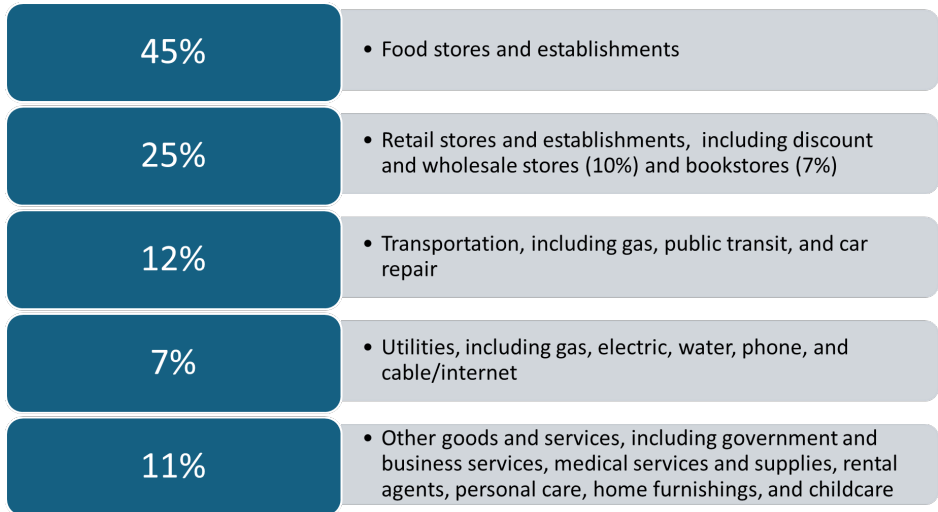 45%
• Food stores and establishments
25%
• Retail stores and establishments, including discount
and wholesale stores (10%) and bookstores (7%)
12%
• Transportation, including gas, public transit, and car
repair
7%
• Utilities, including gas, electric, water, phone, and
cable/internet
11%
• Other goods and services, including government and
business services, medical services and supplies, rental
agents, personal care, home furnishings, and childcare